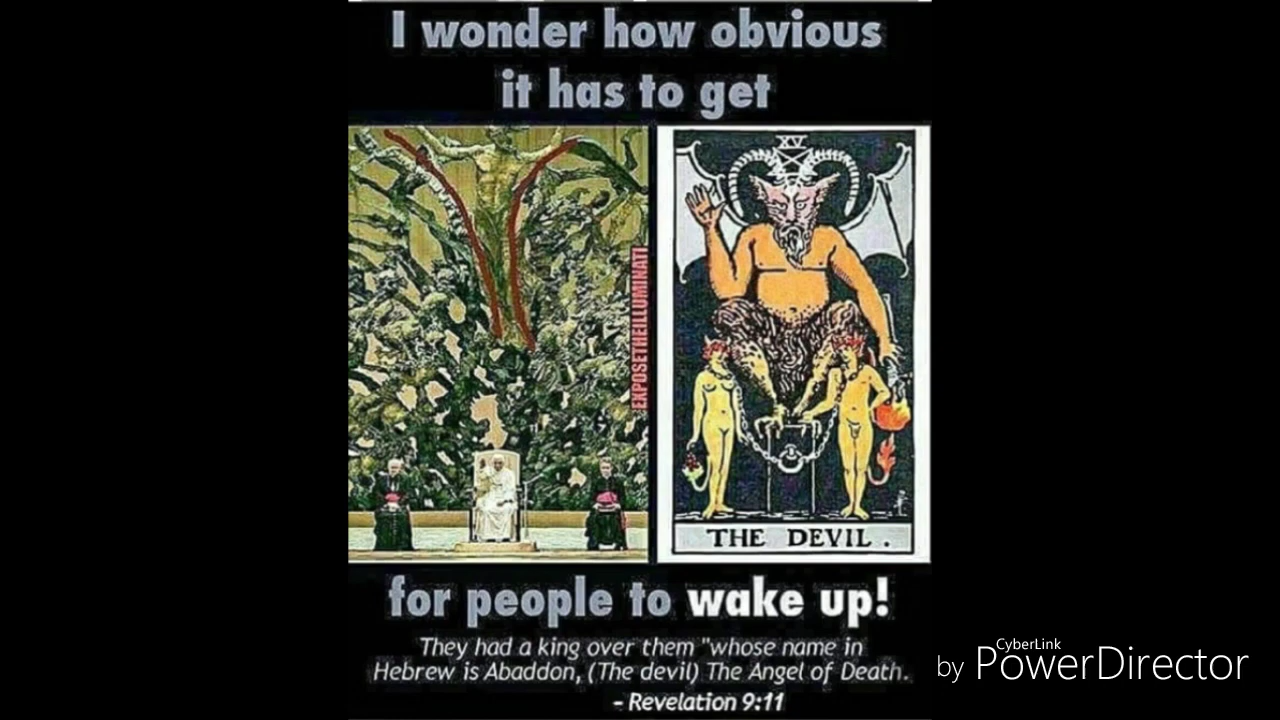 I wonder how obvious
it has to get
EXPOSETHEILLUMINATI
XV
THE DEVIL .
for people to wake up!
They had a king over them "whose name in
Hebrew is Abaddon, (The devil) The Angel of Death.
- Revelation 9:11
CyberLink
by PowerDirector